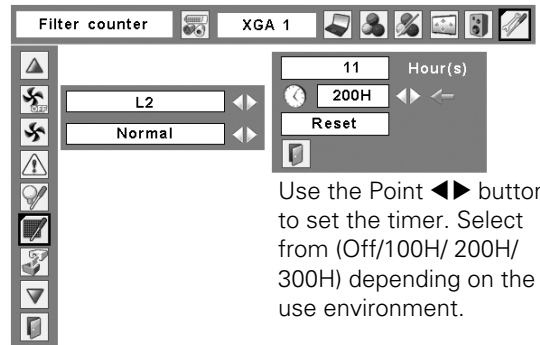 Filter counter
XGA 1
OFF
11 Hour(s)
L2
200H
Normal
Reset
Use the Point ◀▶ button
to set the timer. Select
from (Off/100H/ 200H/
300H) depending on the
use environment.